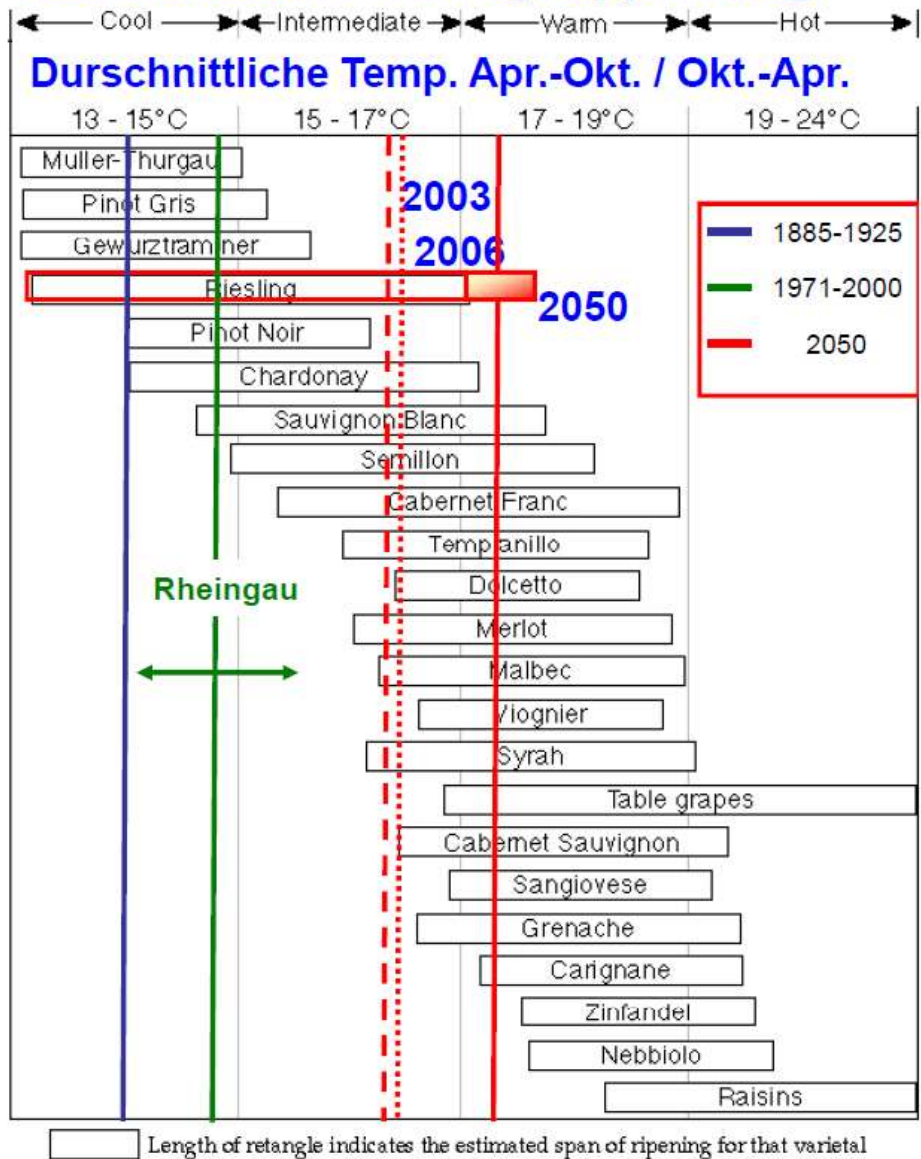 Cool Intermediate Warm Hot
Durschnittliche Temp. Apr.-Okt. / Okt.-Apr.
13 - 15°C 15 - 17°C 17 - 19°C 19 - 24°C
Muller-Thurgau
Pinot Gris
2003
Gewurztraminer
2006
1885-1925
Riesling
1971-2000
2050
Pinot Noir
2050
Chardonay
Sauvignon Blanc
Semillon
Cabernet Franc
Tempranillo
Rheingau
Dolcetto
Merlot
Malbec
Viognier
Syrah
Table grapes
Cabernet Sauvignon
Sangiovese
Grenache
Carignane
Zinfandel
Nebbiolo
Raisins
Length of retangle indicates the estimated span of ripening for that varietal